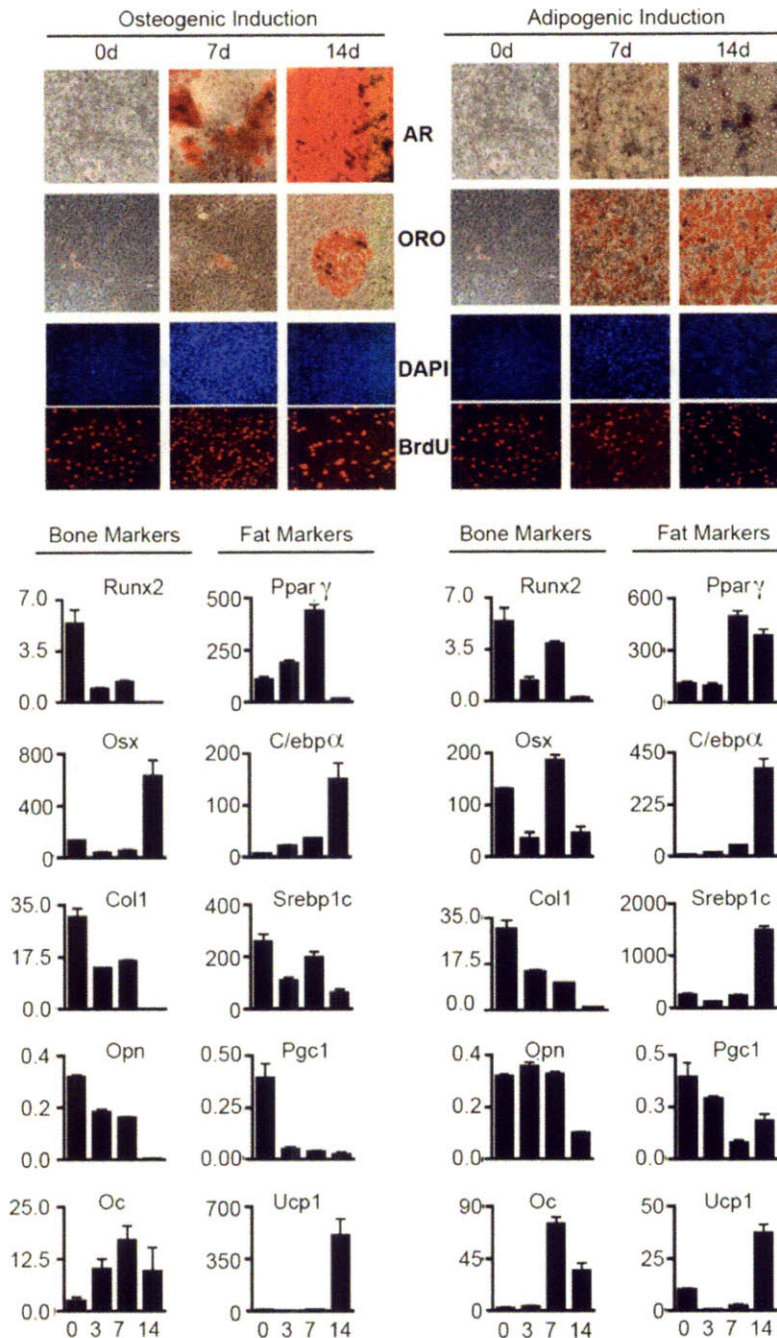 Osteogenic Induction Adipogenic Induction
0d 7d 14d 0d 7d 14d
AR
ORO
DAPI
BrdU
Bone Markers Fat Markers Bone Markers Fat Markers
Runx2 Ppar γ Runx2 Ppar γ
7.0 500 7.0 600
3.5 250 3.5 300
0.0 0 0.0 0
Osx C/ebpα Osx C/ebpα
800 200 200 450
400 100 100 225
0 0 0 0
Col1 Srebp1c Col1 Srebp1c
35.0 400 35.0 2000
17.5 200 17.5 1000
0.0 0 0.0 0
Opn Pgc1 Opn Pgc1
0.4 0.50 0.4 0.5
0.2 0.25 0.2 0.3
0.0 0.00 0.0 0.0
Oc Ucp1 Oc Ucp1
25.0 700 90 50
12.5 350 45 25
0.0 0 0 0
0 3 7 14 0 3 7 14 0 3 7 14 0 3 7 14